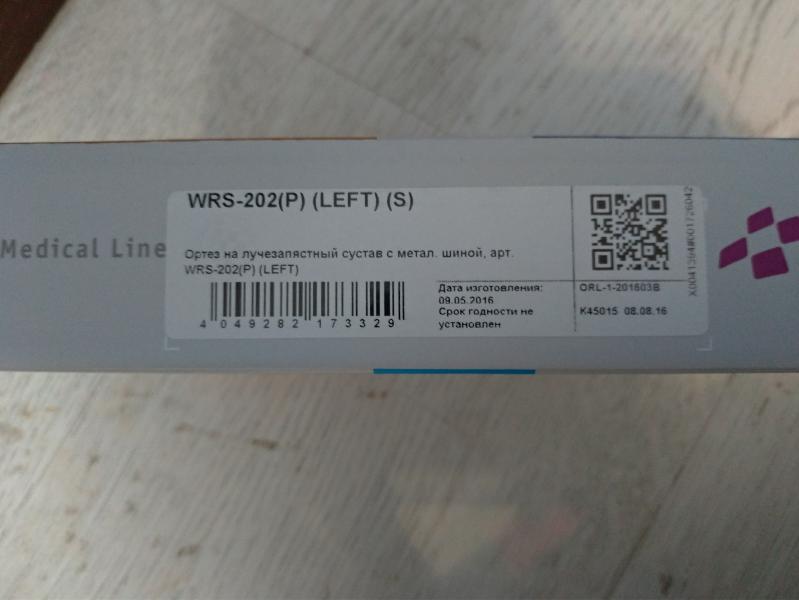 Medical Line
WRS-202(P) (LEFT) (S)
Ортез на лучезапястный сустав с метал. шиной, арт.
WRS-202(P) (LEFT)
4 049282 173329
Дата изготовления:
09.05.2016
Срок годности не
установлен
ORL-1-201603B
K45015 08.08.16